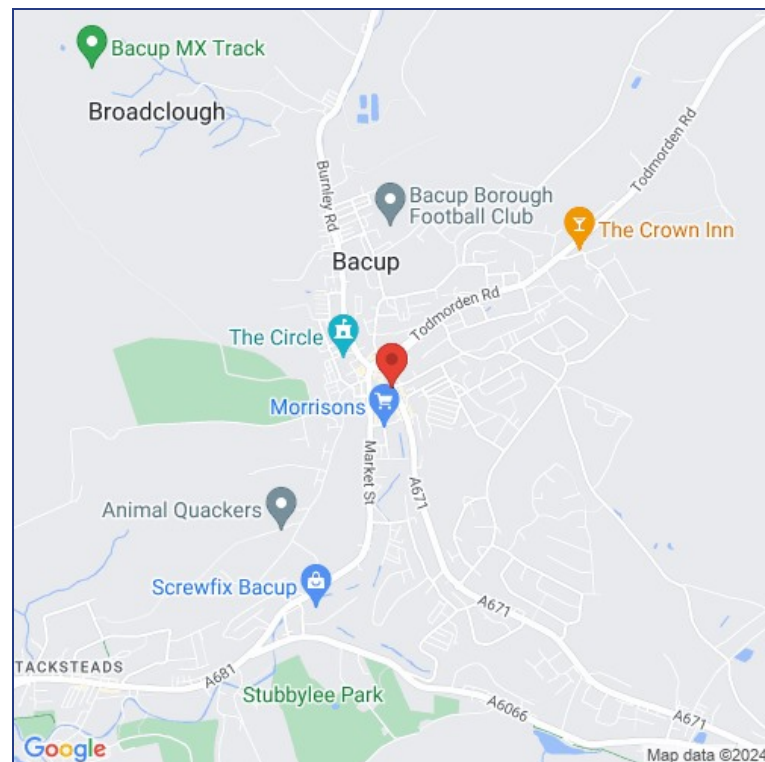 Bacup MX Track
Broadclough
Burnley Rd
Todmorden Rd
Bacup Borough
Football Club
The Crown Inn
Bacup
Todmorden Rd
The Circle
Morrisons
Market St
A671
Animal Quackers
Screwfix Bacup
A671
TACKSTEADS
A681
Stubbylee Park
A6066
A671
Google
Map data ©2024